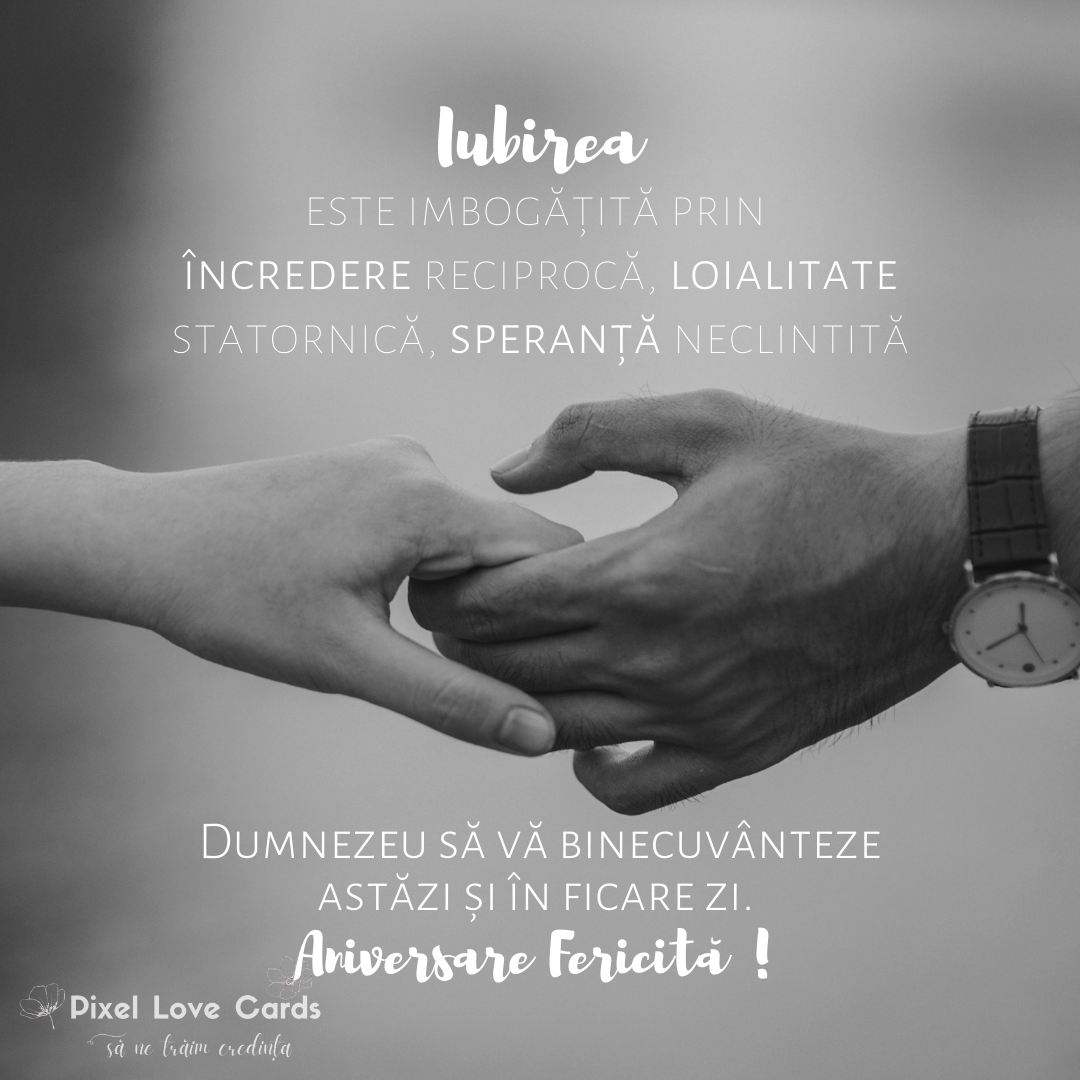 Iubirea
ESTE IMBOGĂȚITĂ PRIN
ÎNCREDERE RECIPROCĂ, LOIALITATE
STATORNICĂ, SPERANȚĂ NECLINTITĂ
DUMNEZEU SĂ VĂ BINECUVÂNTEZE
ASTĂZI ȘI ÎN FICARE ZI.
Aniversare Fericită !
Pixel Love Cards
să ne trăim credința